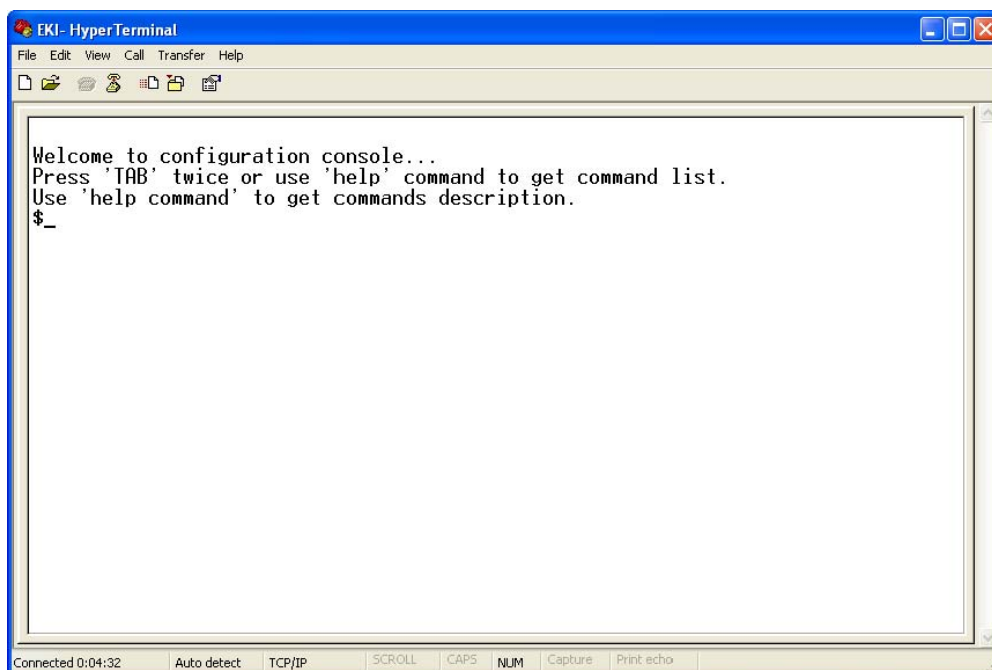 EKI- HyperTerminal
File Edit View Call Transfer Help
Welcome to configuration console...
Press 'TAB' twice or use 'help' command to get command list.
Use 'help command' to get commands description.
$_
Connected 0:04:32 Auto detect TCP/IP SCROLL CAPS NUM Capture Print echo